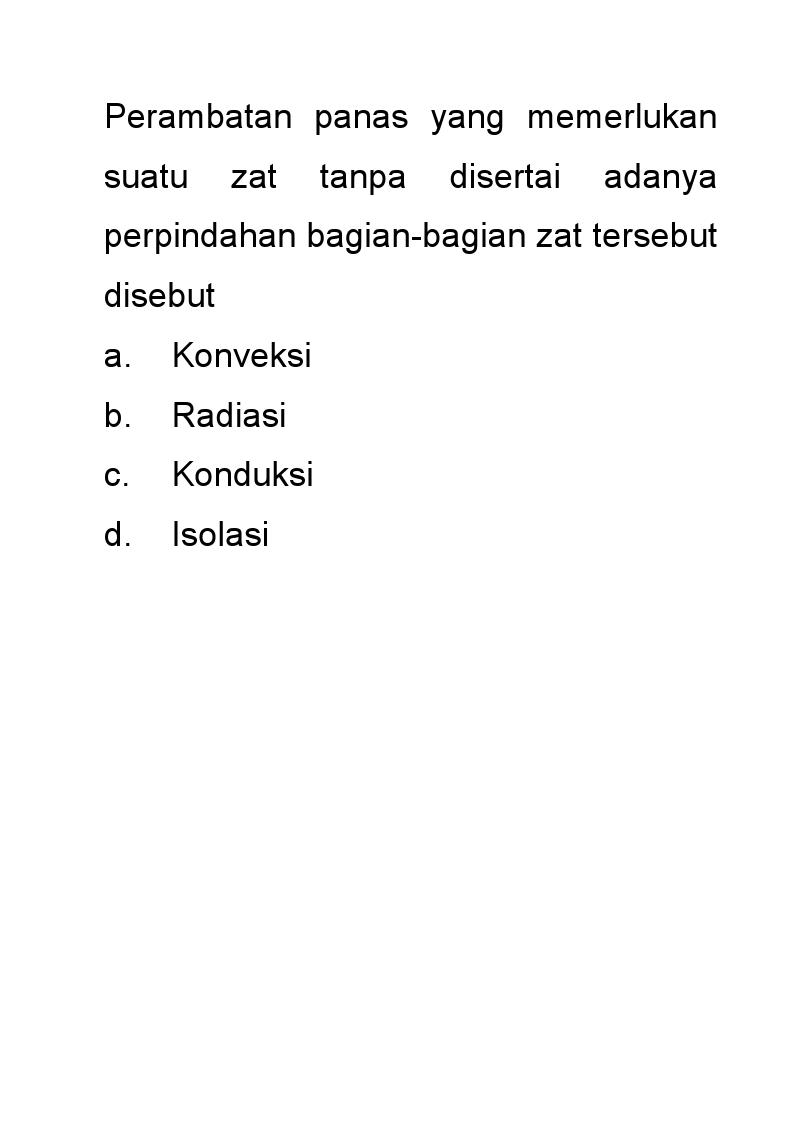 Perambatan panas yang memerlukan
suatu zat tanpa disertai adanya
perpindahan bagian-bagian zat tersebut
disebut
a. Konveksi
b. Radiasi
c. Konduksi
d. Isolasi